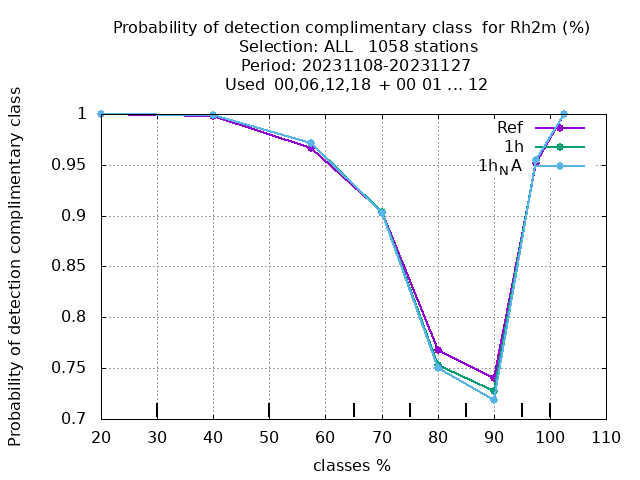 Probability of detection complimentary class  for Rh2m (%)
Selection: ALL   1058 stations
Period: 20231108-20231127
Used  00,06,12,18  + 00 01 ... 12
Probability of detection complimentary class
1
0.95
0.9
0.85
0.8
0.75
0.7
Ref
1h
1hNA
20 30 40 50 60 70 80 90 100 110
classes %